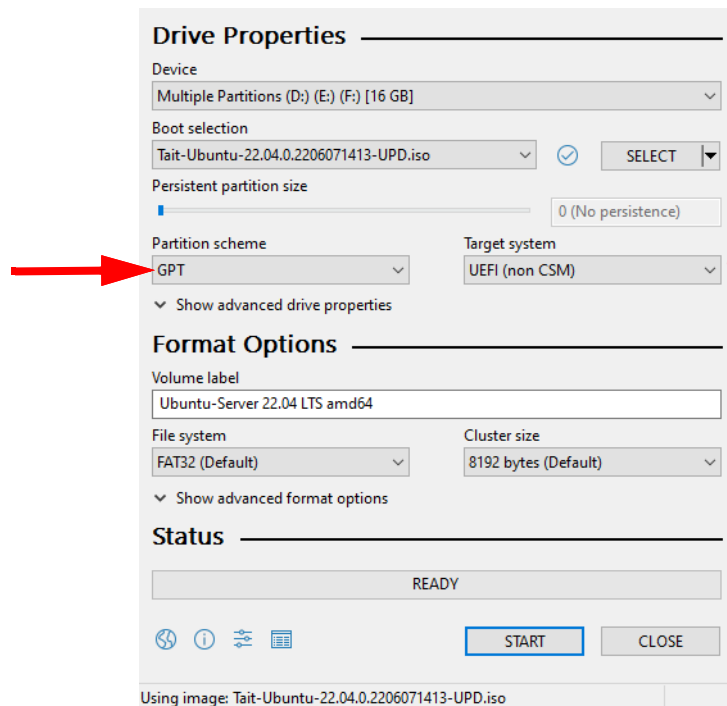 Drive Properties
Device
Multiple Partitions (D:) (E:) (F:) [16 GB]
Boot selection
Tait-Ubuntu-22.04.0.2206071413-UPD.iso
SELECT
Persistent partition size
0 (No persistence)
Partition scheme Target system
GPT UEFI (non CSM)
Show advanced drive properties
Format Options
Volume label
Ubuntu-Server 22.04 LTS amd64
File system Cluster size
FAT32 (Default) 8192 bytes (Default)
Show advanced format options
Status
READY
START CLOSE
Using image: Tait-Ubuntu-22.04.0.2206071413-UPD.iso